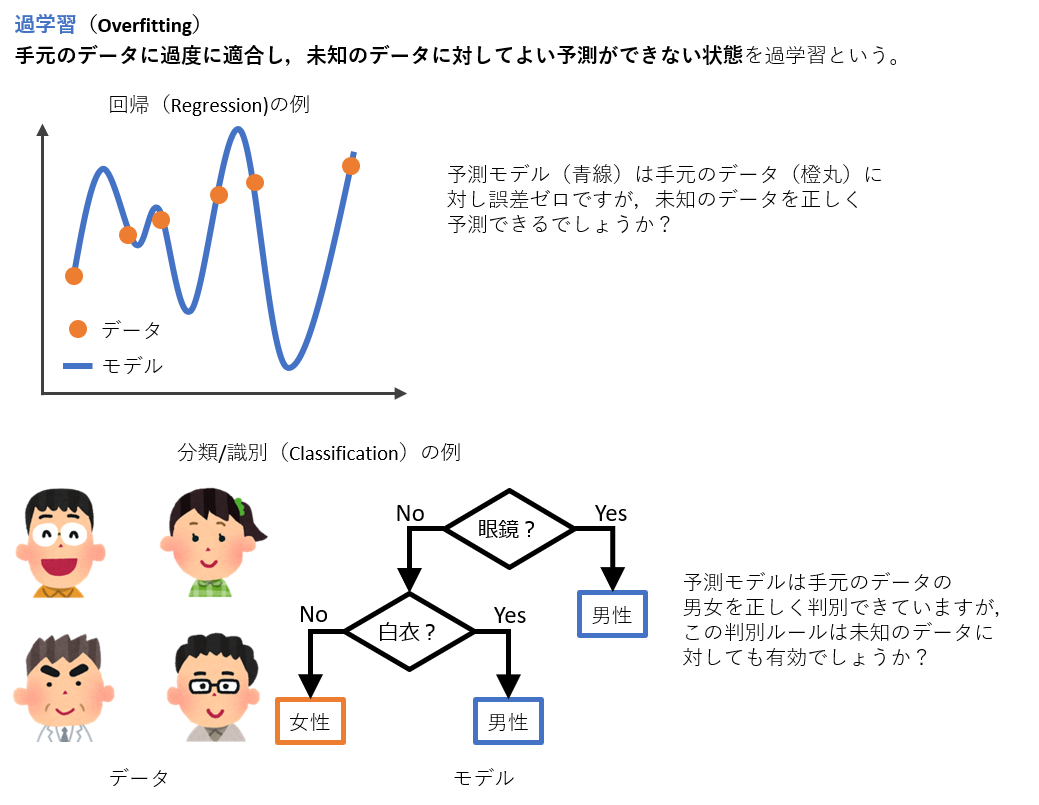 過学習（Overfitting）
手元のデータに過度に適合し，未知のデータに対してよい予測ができない状態を過学習という。
回帰（Regression)の例
予測モデル（青線）は手元のデータ（橙丸）に
対し誤差ゼロですが，未知のデータを正しく
予測できるでしょうか？
データ
モデル
分類/識別（Classification）の例
No
眼鏡？
Yes
男性
No
白衣？
Yes
女性
男性
予測モデルは手元のデータの
男女を正しく判別できていますが，
この判別ルールは未知のデータに
対しても有効でしょうか？
データ
モデル